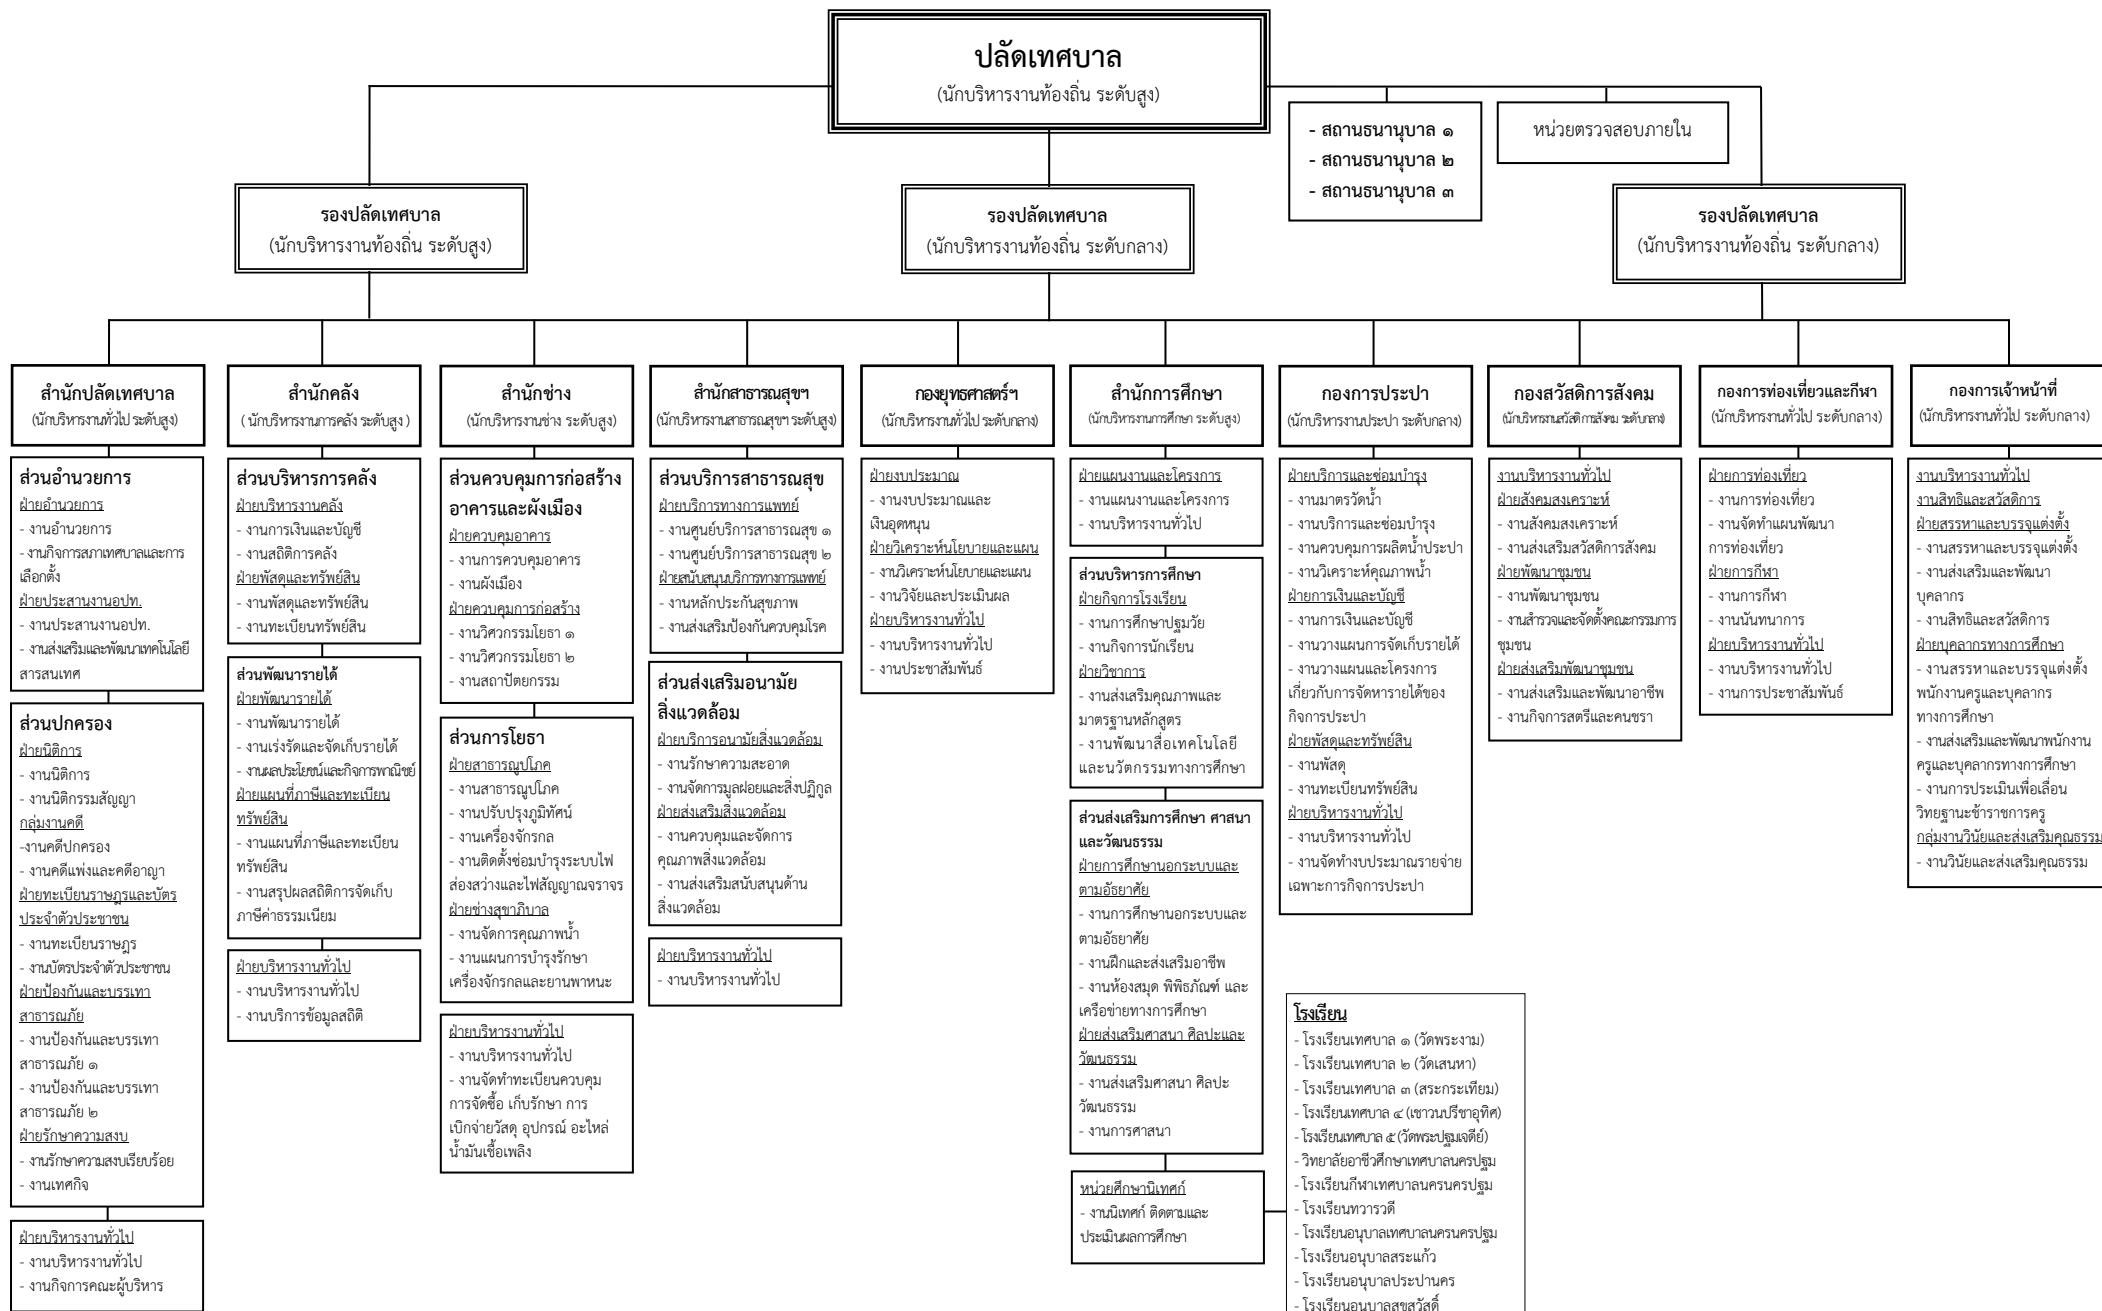 ปลัดเทศบาล
(นักบริหารงานท้องถิ่น ระดับสูง)
- สถานธนานุบาล ๑
- สถานธนานุบาล ๒
- สถานธนานุบาล ๓
หน่วยตรวจสอบภายใน
รองปลัดเทศบาล
(นักบริหารงานท้องถิ่น ระดับสูง)
รองปลัดเทศบาล
(นักบริหารงานท้องถิ่น ระดับกลาง)
รองปลัดเทศบาล
(นักบริหารงานท้องถิ่น ระดับกลาง)
สำนักปลัดเทศบาล
(นักบริหารงานทั่วไป ระดับสูง)
ส่วนอำนวยการ
ฝ่ายอำนวยการ
- งานอำนวยการ
- งานกิจการสภาเทศบาลและการ
เลือกตั้ง
ฝ่ายประสานงานอปท.
- งานประสานงานอปท.
- งานส่งเสริมและพัฒนาเทคโนโลยี
สารสนเทศ
ส่วนปกครอง
ฝ่ายนิติการ
- งานนิติการ
- งานนิติกรรมสัญญา
กลุ่มงานคดี
-งานคดีปกครอง
- งานคดีแพ่งและคดีอาญา
ฝ่ายทะเบียนราษฎรและบัตร
ประจำตัวประชาชน
- งานทะเบียนราษฎร
- งานบัตรประจำตัวประชาชน
ฝ่ายป้องกันและบรรเทา
สาธารณภัย
- งานป้องกันและบรรเทา
สาธารณภัย ๑
- งานป้องกันและบรรเทา
สาธารณภัย ๒
ฝ่ายรักษาความสงบ
- งานรักษาความสงบเรียบร้อย
- งานเทศกิจ
ฝ่ายบริหารงานทั่วไป
- งานบริหารงานทั่วไป
- งานกิจการคณะผู้บริหาร
สำนักคลัง
( นักบริหารงานการคลัง ระดับสูง )
ส่วนบริหารการคลัง
ฝ่ายบริหารงานคลัง
- งานการเงินและบัญชี
- งานสถิติการคลัง
ฝ่ายพัสดุและทรัพย์สิน
- งานพัสดุและทรัพย์สิน
- งานทะเบียนทรัพย์สิน
ส่วนพัฒนารายได้
ฝ่ายพัฒนารายได้
- งานพัฒนารายได้
- งานเร่งรัดและจัดเก็บรายได้
- งานผลประโยชน์และกิจการพาณิชย์
ฝ่ายแผนที่ภาษีและทะเบียน
ทรัพย์สิน
- งานแผนที่ภาษีและทะเบียน
ทรัพย์สิน
- งานสรุปผลสถิติการจัดเก็บ
ภาษีค่าธรรมเนียม
ฝ่ายบริหารงานทั่วไป
- งานบริหารงานทั่วไป
- งานบริการข้อมูลสถิติ
สำนักช่าง
(นักบริหารงานช่าง ระดับสูง)
ส่วนควบคุมการก่อสร้าง
อาคารและผังเมือง
ฝ่ายควบคุมอาคาร
- งานการควบคุมอาคาร
- งานผังเมือง
ฝ่ายควบคุมการก่อสร้าง
- งานวิศวกรรมโยธา ๑
- งานวิศวกรรมโยธา ๒
- งานสถาปัตยกรรม
ส่วนการโยธา
ฝ่ายสาธารณูปโภค
- งานสาธารณูปโภค
- งานปรับปรุงภูมิทัศน์
- งานเครื่องจักรกล
- งานติดตั้งซ่อมบำรุงระบบไฟ
ส่องสว่างและไฟสัญญาณจราจร
ฝ่ายช่างสุขาภิบาล
- งานจัดการคุณภาพน้ำ
- งานแผนการบำรุงรักษา
เครื่องจักรกลและยานพาหนะ
ฝ่ายบริหารงานทั่วไป
- งานบริหารงานทั่วไป
- งานจัดทำทะเบียนควบคุม
การจัดซื้อ เก็บรักษา การ
เบิกจ่ายวัสดุ อุปกรณ์ อะไหล่
น้ำมันเชื้อเพลิง
สำนักสาธารณสุขฯ
(นักบริหารงานสาธารณสุขฯ ระดับสูง)
ส่วนบริการสาธารณสุข
ฝ่ายบริการทางการแพทย์
- งานศูนย์บริการสาธารณสุข ๑
- งานศูนย์บริการสาธารณสุข ๒
ฝ่ายสนับสนุนบริการทางการแพทย์
- งานหลักประกันสุขภาพ
- งานส่งเสริมป้องกันควบคุมโรค
ส่วนส่งเสริมอนามัย
สิ่งแวดล้อม
ฝ่ายบริการอนามัยสิ่งแวดล้อม
- งานรักษาความสะอาด
- งานจัดการมูลฝอยและสิ่งปฏิกูล
ฝ่ายส่งเสริมสิ่งแวดล้อม
- งานควบคุมและจัดการ
คุณภาพสิ่งแวดล้อม
- งานส่งเสริมสนับสนุนด้าน
สิ่งแวดล้อม
ฝ่ายบริหารงานทั่วไป
- งานบริหารงานทั่วไป
กองยุทธศาสตร์ฯ
(นักบริหารงานทั่วไป ระดับกลาง)
ฝ่ายงบประมาณ
- งานงบประมาณและ
เงินอุดหนุน
ฝ่ายวิเคราะห์นโยบายและแผน
- งานวิเคราะห์นโยบายและแผน
- งานวิจัยและประเมินผล
ฝ่ายบริหารงานทั่วไป
- งานบริหารงานทั่วไป
- งานประชาสัมพันธ์
สำนักการศึกษา
(นักบริหารงานการศึกษา ระดับสูง)
ฝ่ายแผนงานและโครงการ
- งานแผนงานและโครงการ
- งานบริหารงานทั่วไป
ส่วนบริหารการศึกษา
ฝ่ายกิจการโรงเรียน
- งานการศึกษาปฐมวัย
- งานกิจการนักเรียน
ฝ่ายวิชาการ
- งานส่งเสริมคุณภาพและ
มาตรฐานหลักสูตร
- งานพัฒนาสื่อเทคโนโลยี
และนวัตกรรมทางการศึกษา
ส่วนส่งเสริมการศึกษา ศาสนา
และวัฒนธรรม
ฝ่ายการศึกษานอกระบบและ
ตามอัธยาศัย
- งานการศึกษานอกระบบและ
ตามอัธยาศัย
- งานฝึกและส่งเสริมอาชีพ
- งานห้องสมุด พิพิธภัณฑ์ และ
เครือข่ายทางการศึกษา
ฝ่ายส่งเสริมศาสนา ศิลปะและ
วัฒนธรรม
- งานส่งเสริมศาสนา ศิลปะ
วัฒนธรรม
- งานการศาสนา
หน่วยศึกษานิเทศก์
- งานนิเทศก์ ติดตามและ
ประเมินผลการศึกษา
กองการประปา
(นักบริหารงานประปา ระดับกลาง)
ฝ่ายบริการและซ่อมบำรุง
- งานมาตรวัดน้ำ
- งานบริการและซ่อมบำรุง
- งานควบคุมการผลิตน้ำประปา
- งานวิเคราะห์คุณภาพน้ำ
ฝ่ายการเงินและบัญชี
- งานการเงินและบัญชี
- งานวางแผนการจัดเก็บรายได้
- งานวางแผนและโครงการ
เกี่ยวกับการจัดหารายได้ของ
กิจการประปา
ฝ่ายพัสดุและทรัพย์สิน
- งานพัสดุ
- งานทะเบียนทรัพย์สิน
ฝ่ายบริหารงานทั่วไป
- งานบริหารงานทั่วไป
- งานจัดทำงบประมาณรายจ่าย
เฉพาะการกิจการประปา
โรงเรียน
- โรงเรียนเทศบาล ๑ (วัดพระงาม)
- โรงเรียนเทศบาล ๒ (วัดเสนหา)
- โรงเรียนเทศบาล ๓ (สระกระเทียม)
- โรงเรียนเทศบาล ๔ (เชาวนปรีชาอุทิศ)
- โรงเรียนเทศบาล ๕ (วัดพระปฐมเจดีย์)
- วิทยาลัยอาชีวศึกษาเทศบาลนครปฐม
- โรงเรียนกีฬาเทศบาลนครนครปฐม
- โรงเรียนทวารวดี
- โรงเรียนอนุบาลเทศบาลนครนครปฐม
- โรงเรียนอนุบาลสระแก้ว
- โรงเรียนอนุบาลประปานคร
- โรงเรียนอนุบาลสุขสวัสดิ์
กองสวัสดิการสังคม
(นักบริหารงานสวัสดิการสังคม ระดับกลาง)
งานบริหารงานทั่วไป
ฝ่ายสังคมสงเคราะห์
- งานสังคมสงเคราะห์
- งานส่งเสริมสวัสดิการสังคม
ฝ่ายพัฒนาชุมชน
- งานพัฒนาชุมชน
- งานสำรวจและจัดตั้งคณะกรรมการ
ชุมชน
ฝ่ายส่งเสริมพัฒนาชุมชน
- งานส่งเสริมและพัฒนาอาชีพ
- งานกิจการสตรีและคนชรา
กองการท่องเที่ยวและกีฬา
(นักบริหารงานทั่วไป ระดับกลาง)
ฝ่ายการท่องเที่ยว
- งานการท่องเที่ยว
- งานจัดทำแผนพัฒนา
การท่องเที่ยว
ฝ่ายการกีฬา
- งานการกีฬา
- งานนันทนาการ
ฝ่ายบริหารงานทั่วไป
- งานบริหารงานทั่วไป
- งานการประชาสัมพันธ์
กองการเจ้าหน้าที่
(นักบริหารงานทั่วไป ระดับกลาง)
งานบริหารงานทั่วไป
งานสิทธิและสวัสดิการ
ฝ่ายสรรหาและบรรจุแต่งตั้ง
- งานสรรหาและบรรจุแต่งตั้ง
- งานส่งเสริมและพัฒนา
บุคลากร
- งานสิทธิและสวัสดิการ
ฝ่ายบุคลากรทางการศึกษา
- งานสรรหาและบรรจุแต่งตั้ง
พนักงานครูและบุคลากร
ทางการศึกษา
- งานส่งเสริมและพัฒนาพนักงาน
ครูและบุคลากรทางการศึกษา
- งานการประเมินเพื่อเลื่อน
วิทยฐานะข้าราชการครู
กลุ่มงานวินัยและส่งเสริมคุณธรรม
- งานวินัยและส่งเสริมคุณธรรม